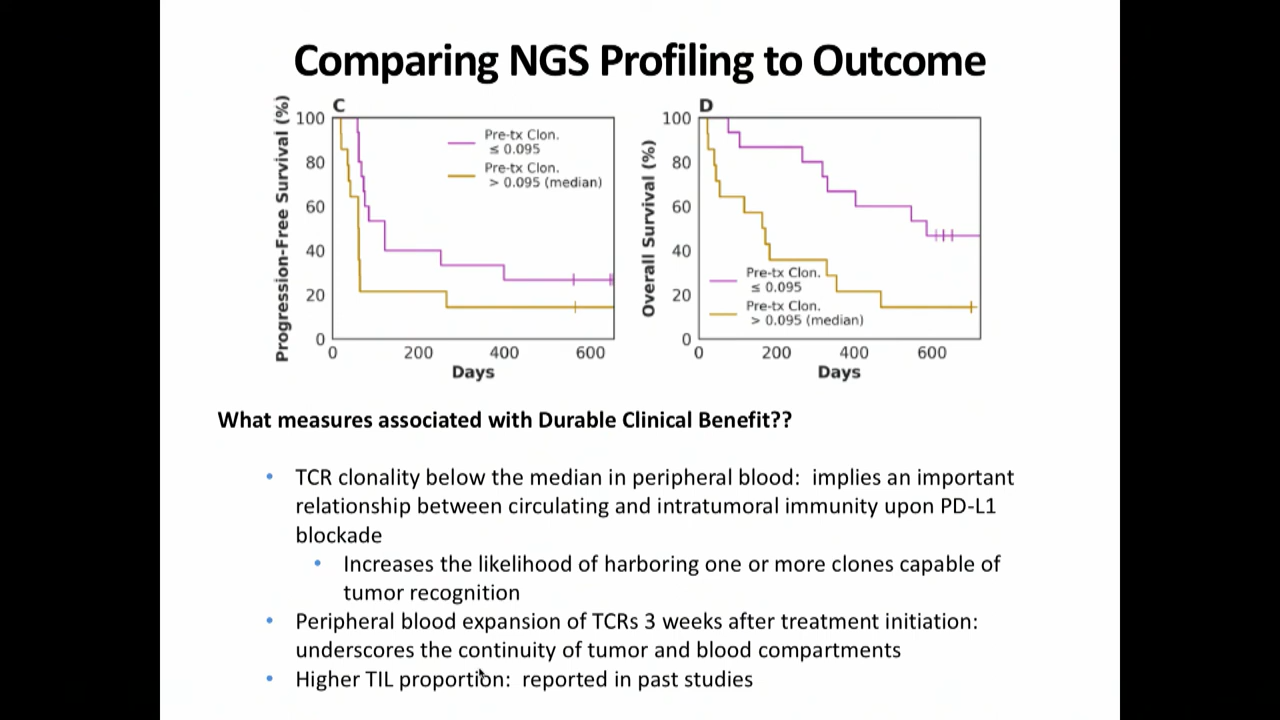 Comparing NGS Profiling to Outcome
C
Progression-Free Survival (%)
100
80
60
40
20
0
Pre-tx Clon.
≤ 0.095
Pre-tx Clon.
> 0.095 (median)
0 200 400 600
Days
D
Overall Survival (%)
100
80
60
40
20
0
Pre-tx Clon.
≤ 0.095
Pre-tx Clon.
> 0.095 (median)
0 200 400 600
Days
What measures associated with Durable Clinical Benefit??
• TCR clonality below the median in peripheral blood: implies an important
relationship between circulating and intratumoral immunity upon PD-L1
blockade
• Increases the likelihood of harboring one or more clones capable of
tumor recognition
• Peripheral blood expansion of TCRs 3 weeks after treatment initiation:
underscores the continuity of tumor and blood compartments
• Higher TIL proportion: reported in past studies